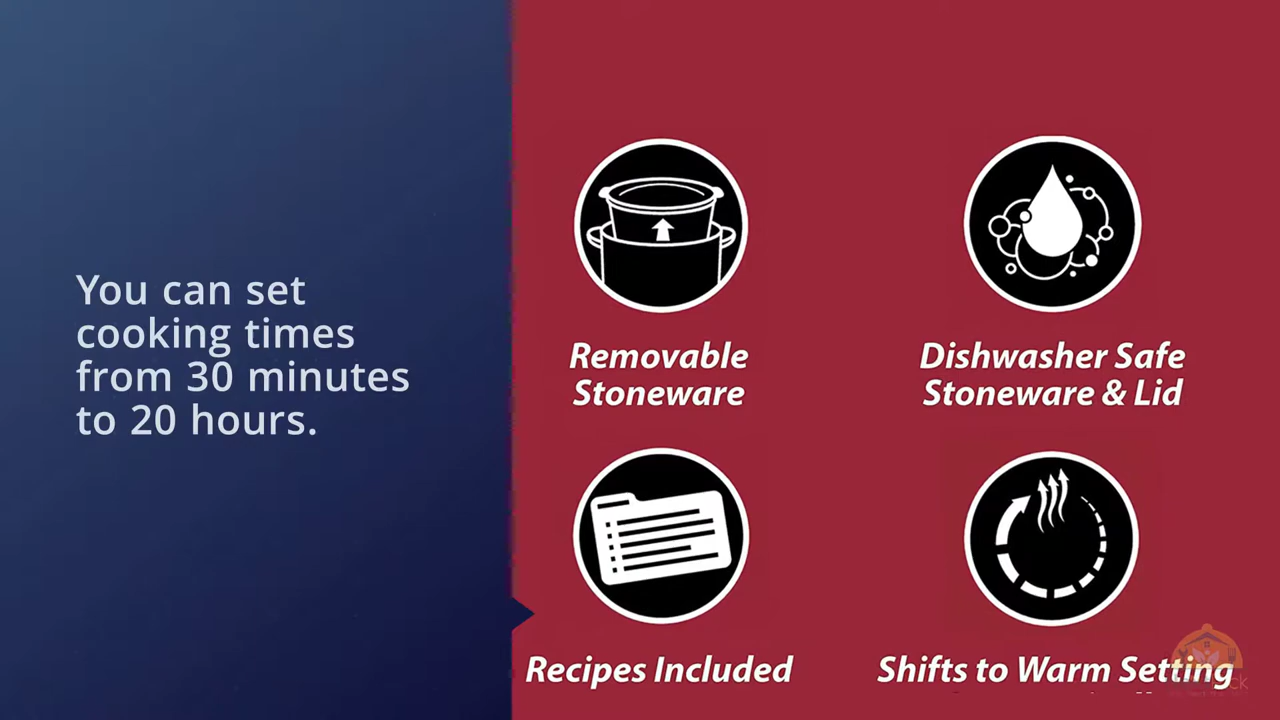 You can set
cooking times
from 30 minutes
to 20 hours.
Removable
Stoneware
Dishwasher Safe
Stoneware & Lid
Recipes Included
Shifts to Warm Setting